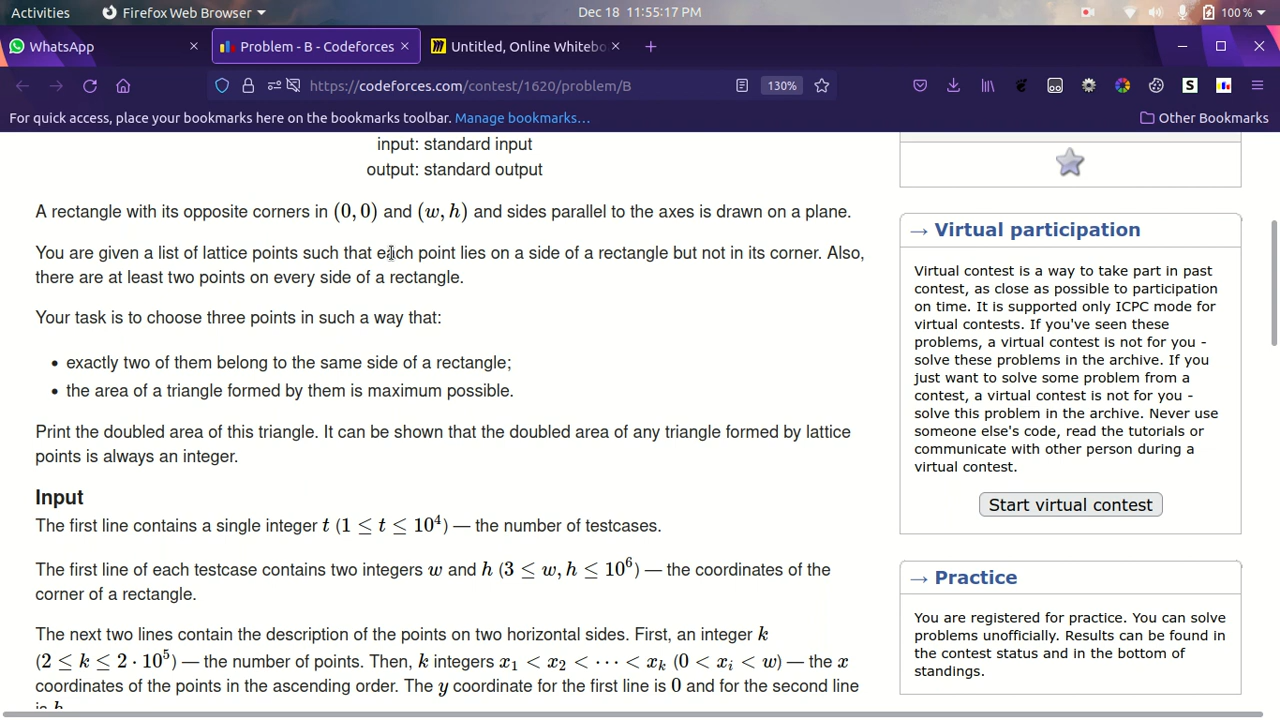 Activities Firefox Web Browser Dec 18 11:55:17 PM 100 %
WhatsApp Problem - B - Codeforces Untitled, Online Whitebo
https://codeforces.com/contest/1620/problem/B 130%
For quick access, place your bookmarks here on the bookmarks toolbar. Manage bookmarks… Other Bookmarks
input: standard input
output: standard output
A rectangle with its opposite corners in (0, 0) and (w, h) and sides parallel to the axes is drawn on a plane.
You are given a list of lattice points such that each point lies on a side of a rectangle but not in its corner. Also,
there are at least two points on every side of a rectangle.
Your task is to choose three points in such a way that:
• exactly two of them belong to the same side of a rectangle;
• the area of a triangle formed by them is maximum possible.
Print the doubled area of this triangle. It can be shown that the doubled area of any triangle formed by lattice
points is always an integer.
Input
The first line contains a single integer t (1 ≤ t ≤ 10⁴) — the number of testcases.
The first line of each testcase contains two integers w and h (3 ≤ w, h ≤ 10⁶) — the coordinates of the
corner of a rectangle.
The next two lines contain the description of the points on two horizontal sides. First, an integer k
(2 ≤ k ≤ 2 · 10⁵) — the number of points. Then, k integers x₁ < x₂ < ⋯ < xₖ (0 < xᵢ < w) — the x
coordinates of the points in the ascending order. The y coordinate for the first line is 0 and for the second line
is h.
→ Virtual participation
Virtual contest is a way to take part in past
contest, as close as possible to participation
on time. It is supported only ICPC mode for
virtual contests. If you've seen these
problems, a virtual contest is not for you -
solve these problems in the archive. If you
just want to solve some problem from a
contest, a virtual contest is not for you -
solve this problem in the archive. Never use
someone else's code, read the tutorials or
communicate with other person during a
virtual contest.
Start virtual contest
→ Practice
You are registered for practice. You can solve
problems unofficially. Results can be found in
the contest status and in the bottom of
standings.